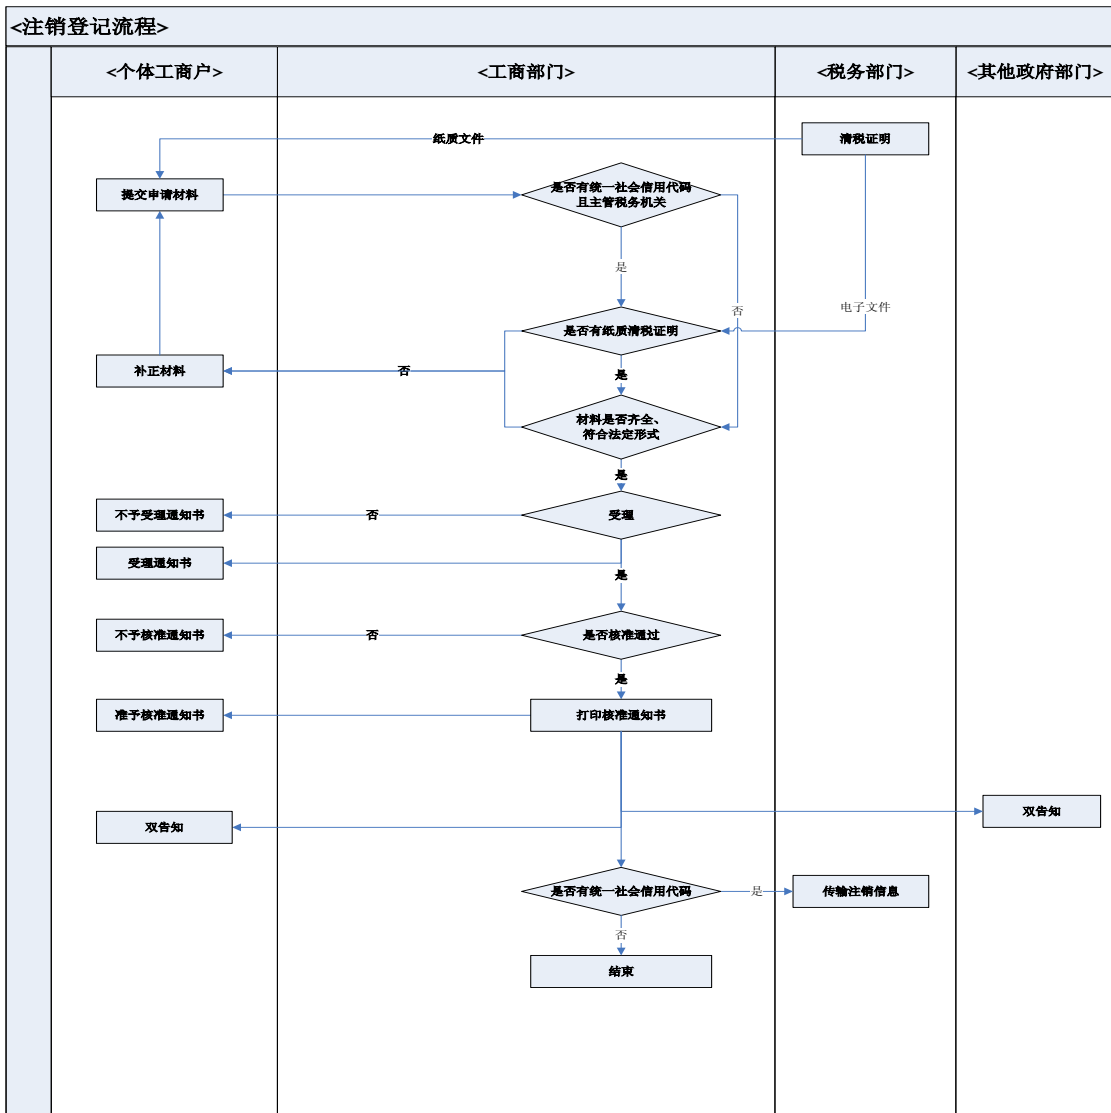 <注销登记流程>
<个体工商户>
<工商部门>
<税务部门>
<其他政府部门>
纸质文件
清税证明
提交申请材料
是否有统一社会信用代码
且主管税务机关
是
否
电子文件
是否有纸质清税证明
补正材料
否
是
材料是否齐全、
符合法定形式
是
不予受理通知书
否
受理
受理通知书
是
不予核准通知书
否
是否核准通过
是
准予核准通知书
打印核准通知书
双告知
双告知
是否有统一社会信用代码
是
传输注销信息
否
结束